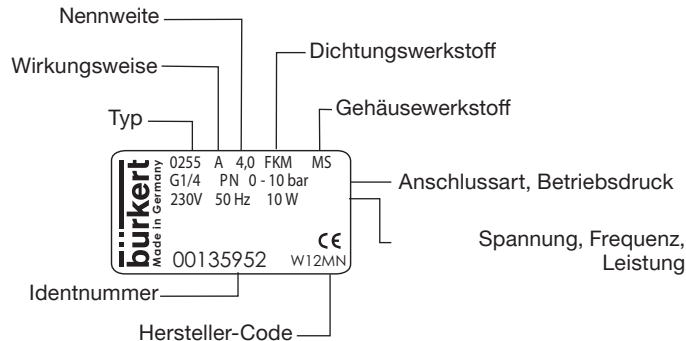 Nennweite
Wirkungsweise
Typ
Dichtungswerkstoff
Gehäusewerkstoff
Anschlussart, Betriebsdruck
Spannung, Frequenz,
Leistung
Identnummer
Hersteller-Code
burkert
Made in Germany
0255 A 4,0 FKM MS
G1/4 PN 0 - 10 bar
230V 50 Hz 10 W
CE
00135952 W12MN